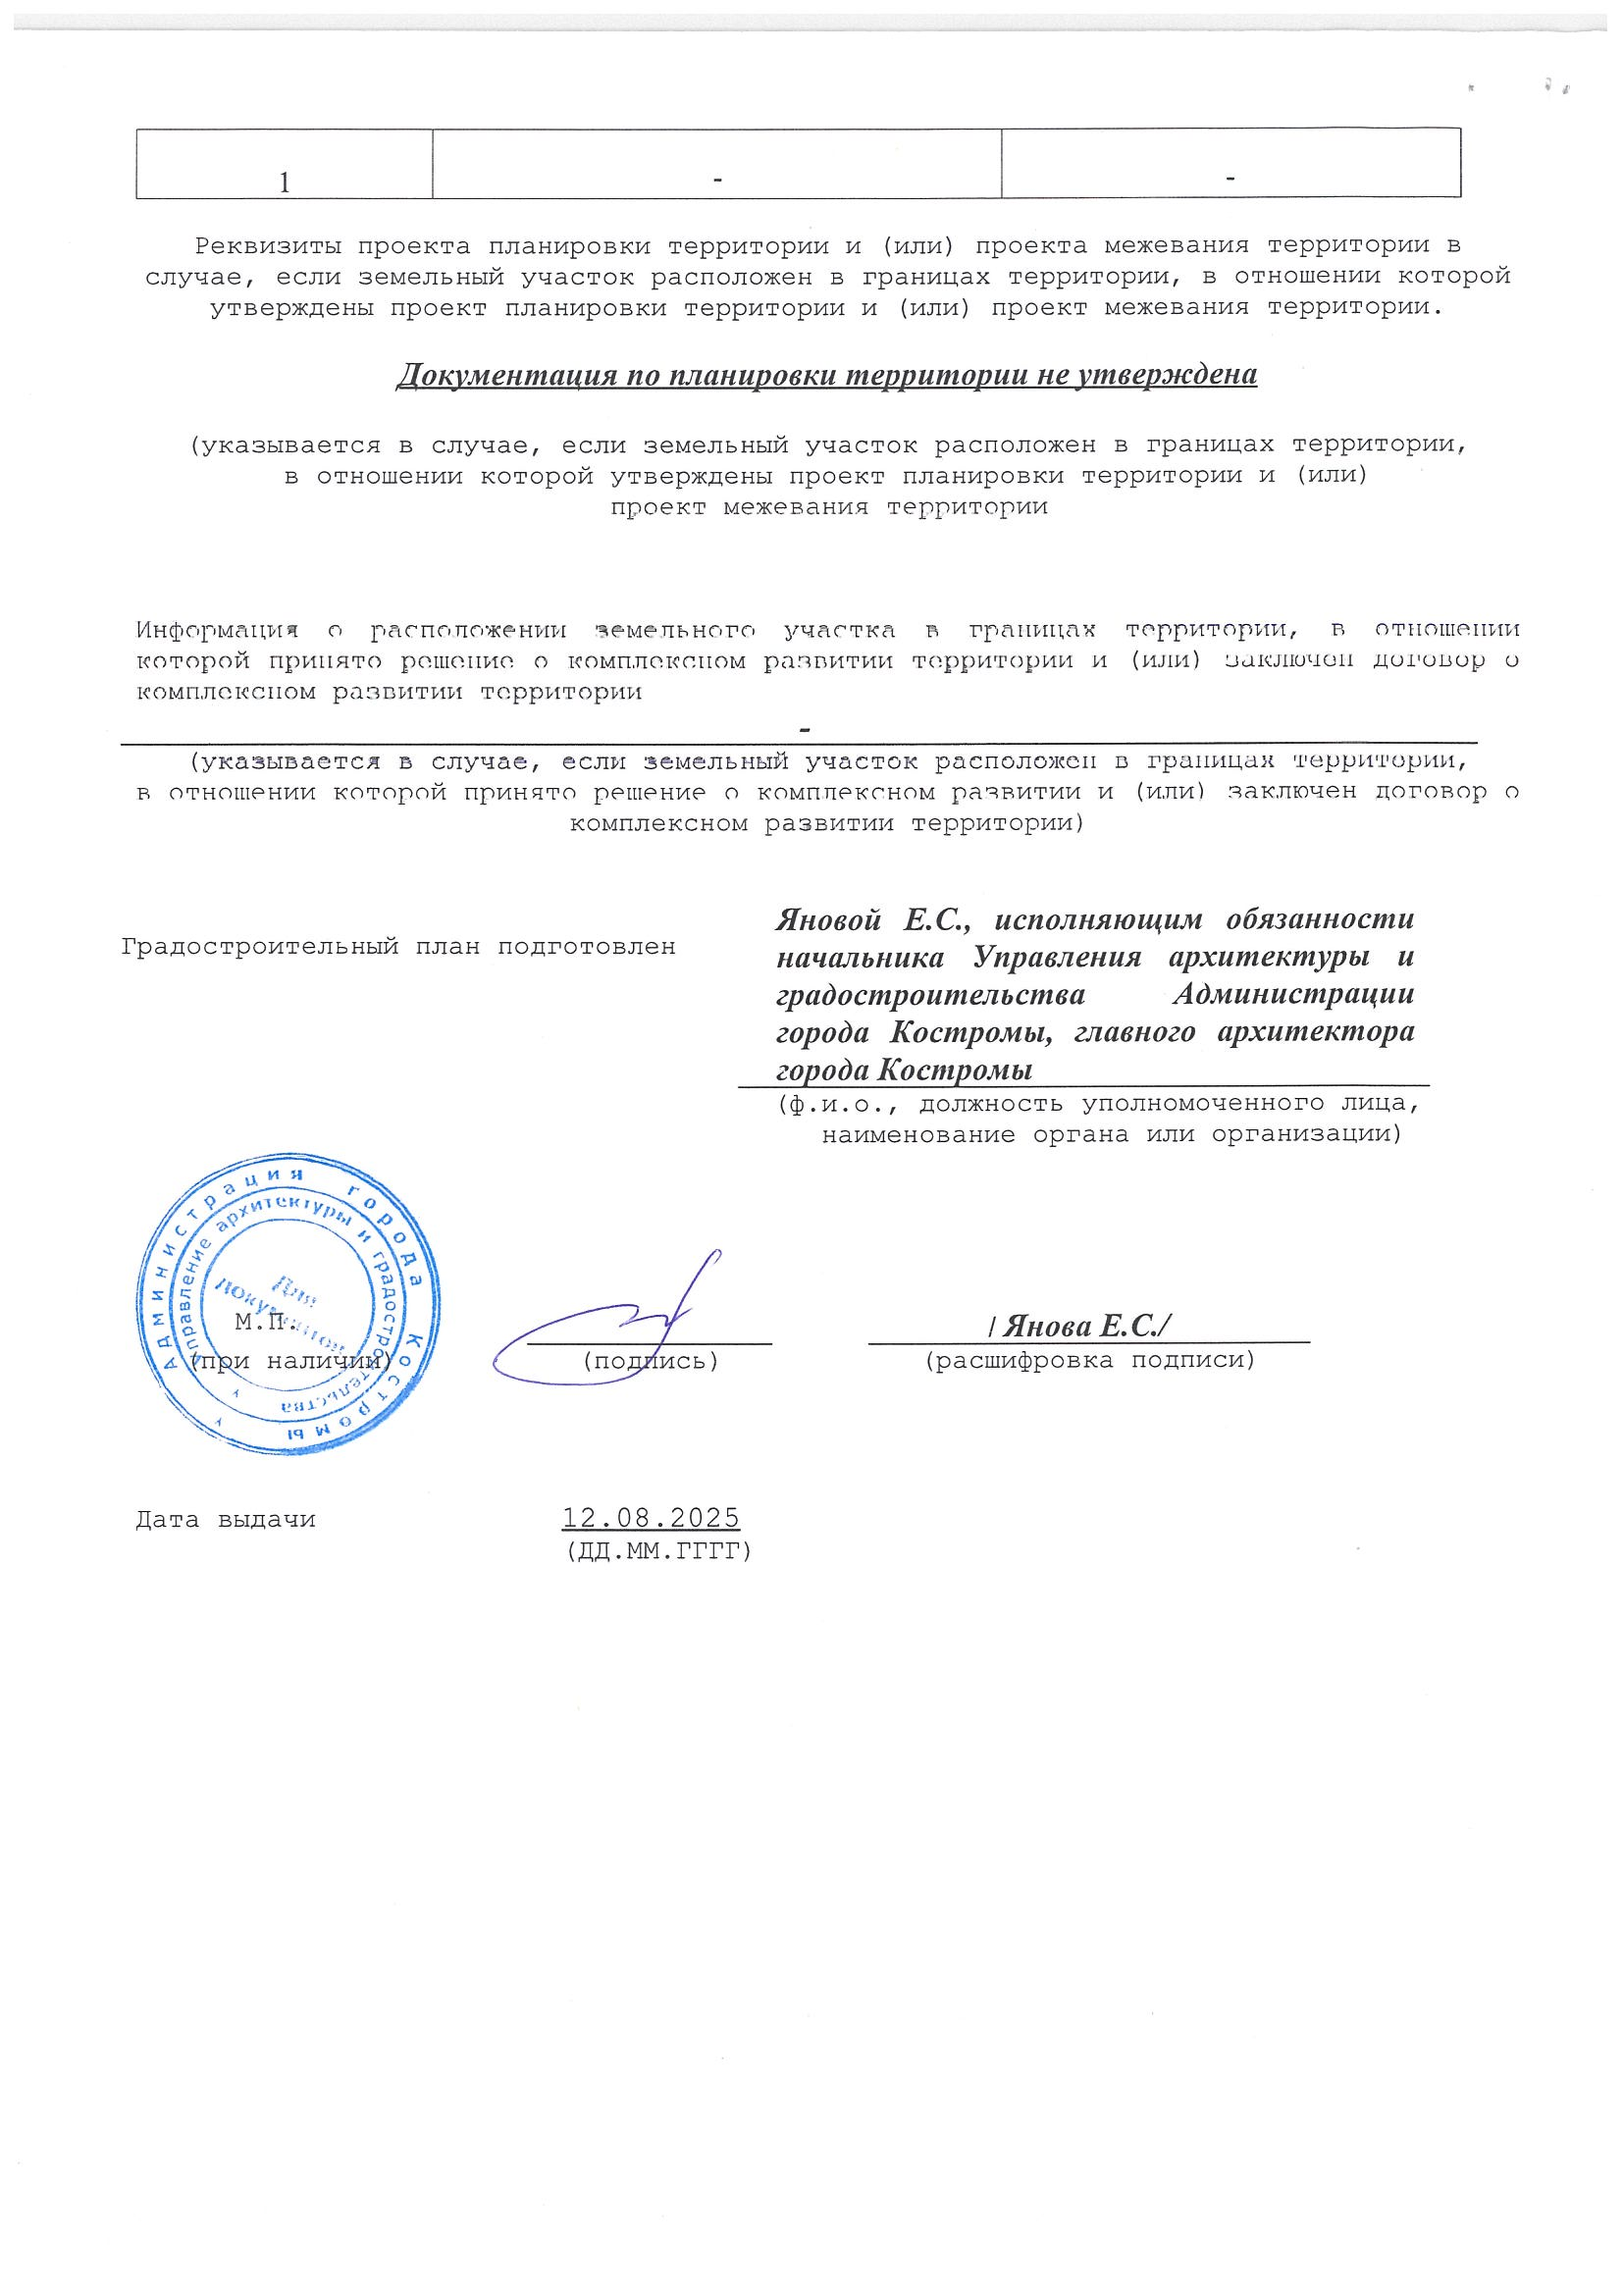 1 - -
Реквизиты проекта планировки территории и (или) проекта межевания территории в
случае, если земельный участок расположен в границах территории, в отношении которой
утверждены проект планировки территории и (или) проект межевания территории.
Документация по планировки территории не утверждена
(указывается в случае, если земельный участок расположен в границах территории,
в отношении которой утверждены проект планировки территории и (или)
проект межевания территории
Информация о расположении земельного участка в границах территории, в отношении
которой принято решение о комплексном развитии территории и (или) заключен договор о
комплексном развитии территории
-
(указывается в случае, если земельный участок расположен в границах территории,
в отношении которой принято решение о комплексном развитии и (или) заключен договор о
комплексном развитии территории)
Градостроительный план подготовлен
Яновой Е.С., исполняющим обязанности
начальника Управления архитектуры и
градостроительства Администрации
города Костромы, главного архитектора
города Костромы
(ф.и.о., должность уполномоченного лица,
наименование органа или организации)
Администрация города Костромы
Управление архитектуры и градостроительства
Для
документов
М.П.
(при наличии)
(подпись)
/ Янова Е.С./
(расшифровка подписи)
Дата выдачи 12.08.2025
(ДД.ММ.ГГГГ)